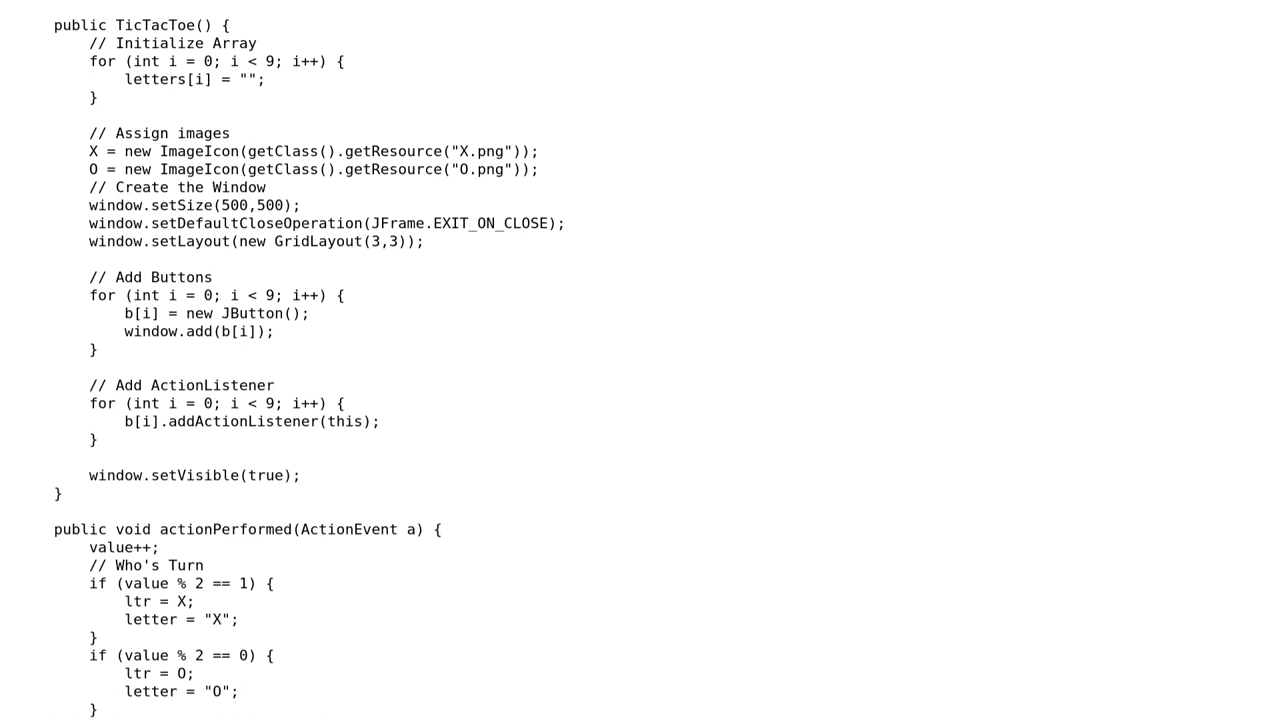 public TicTacToe() {
// Initialize Array
for (int i = 0; i < 9; i++) {
letters[i] = "";
}
// Assign images
X = new ImageIcon(getClass().getResource("X.png"));
O = new ImageIcon(getClass().getResource("O.png"));
// Create the Window
window.setSize(500,500);
window.setDefaultCloseOperation(JFrame.EXIT_ON_CLOSE);
window.setLayout(new GridLayout(3,3));
// Add Buttons
for (int i = 0; i < 9; i++) {
b[i] = new JButton();
window.add(b[i]);
}
// Add ActionListener
for (int i = 0; i < 9; i++) {
b[i].addActionListener(this);
}
window.setVisible(true);
}
public void actionPerformed(ActionEvent a) {
value++;
// Who's Turn
if (value % 2 == 1) {
ltr = X;
letter = "X";
}
if (value % 2 == 0) {
ltr = O;
letter = "O";
}